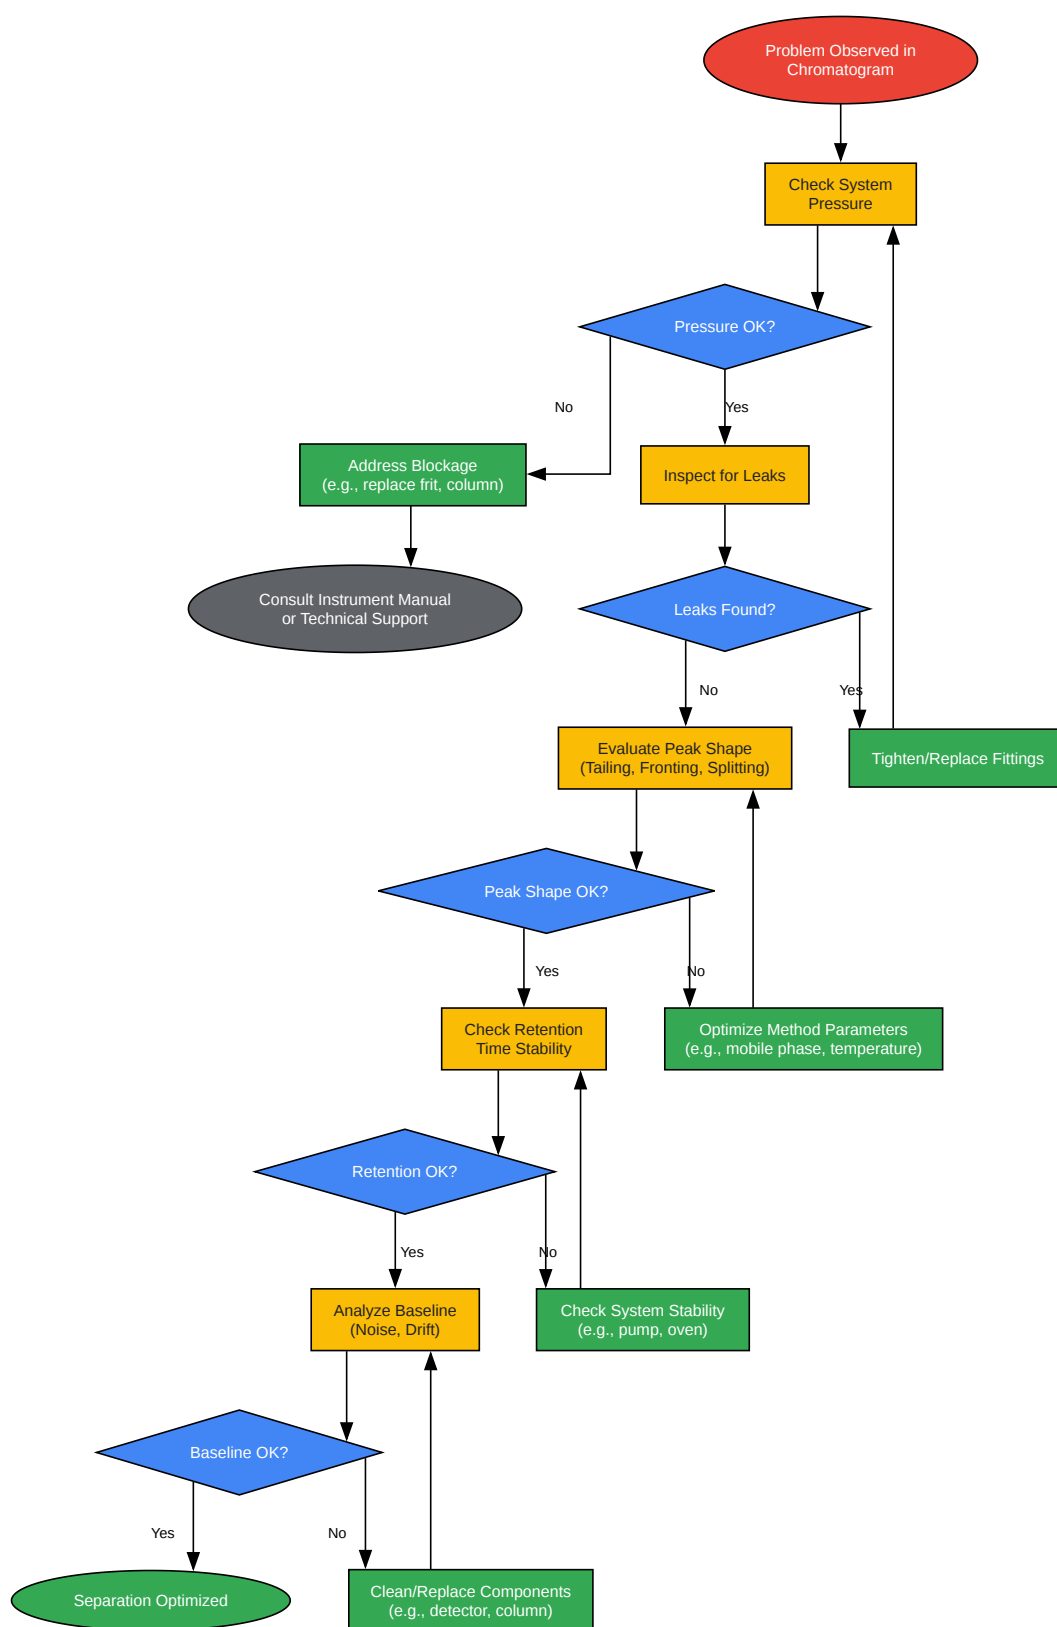 Problem Observed in
Chromatogram
Check System
Pressure
Pressure OK?
No
Yes
Address Blockage
(e.g., replace frit, column)
Inspect for Leaks
Consult Instrument Manual
or Technical Support
Leaks Found?
No
Yes
Evaluate Peak Shape
(Tailing, Fronting, Splitting)
Tighten/Replace Fittings
Peak Shape OK?
Yes
No
Check Retention
Time Stability
Optimize Method Parameters
(e.g., mobile phase, temperature)
Retention OK?
Yes
No
Analyze Baseline
(Noise, Drift)
Check System Stability
(e.g., pump, oven)
Baseline OK?
Yes
No
Separation Optimized
Clean/Replace Components
(e.g., detector, column)